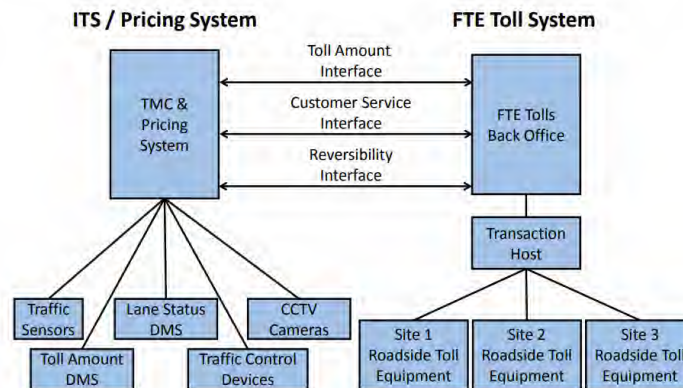 ITS / Pricing System
FTE Toll System
Toll Amount
Interface
TMC &
Pricing
System
Customer Service
Interface
FTE Tolls
Back Office
Reversibility
Interface
Transaction
Host
Traffic
Sensors
Lane Status
DMS
CCTV
Cameras
Toll Amount
DMS
Traffic Control
Devices
Site 1
Roadside Toll
Equipment
Site 2
Roadside Toll
Equipment
Site 3
Roadside Toll
Equipment